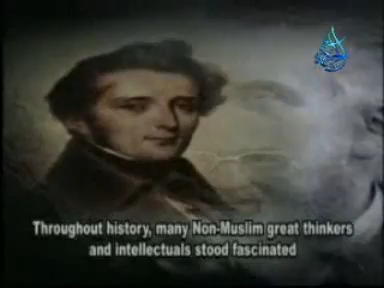 Throughout history, many Non-Muslim great thinkers
and intellectuals stood fascinated